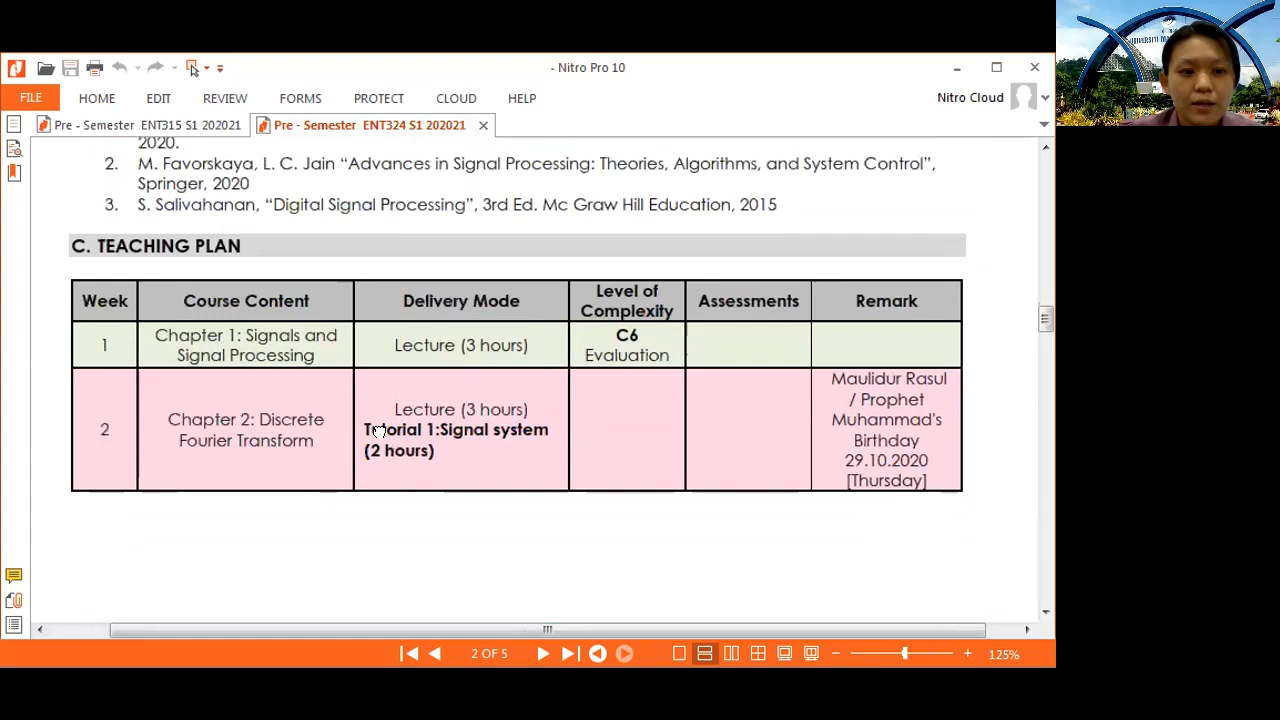 - Nitro Pro 10
FILE
HOME
EDIT
REVIEW
FORMS
PROTECT
CLOUD
HELP
Nitro Cloud
Pre - Semester ENT315 S1 202021
Pre - Semester ENT324 S1 202021
2020.
2. M. Favorskaya, L. C. Jain “Advances in Signal Processing: Theories, Algorithms, and System Control”,
Springer, 2020
3. S. Salivahanan, “Digital Signal Processing”, 3rd Ed. Mc Graw Hill Education, 2015
C. TEACHING PLAN
Week
Course Content
Delivery Mode
Level of
Complexity
Assessments
Remark
1
Chapter 1: Signals and
Signal Processing
Lecture (3 hours)
C6
Evaluation
2
Chapter 2: Discrete
Fourier Transform
Lecture (3 hours)
Tutorial 1:Signal system
(2 hours)
Maulidur Rasul
/ Prophet
Muhammad's
Birthday
29.10.2020
[Thursday]
2 OF 5
125%